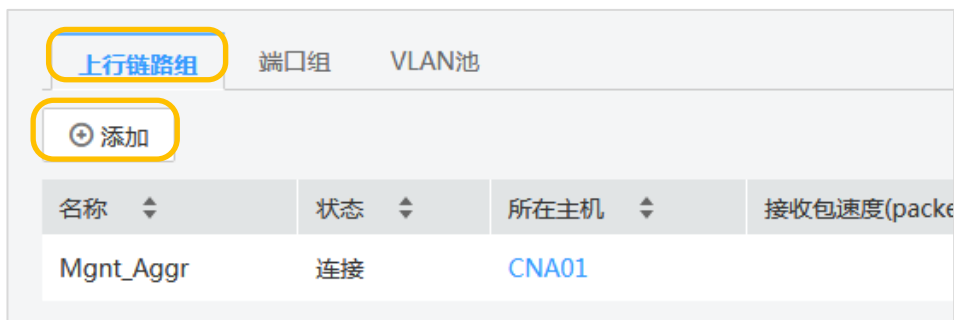 上行链路组 端口组 VLAN池
添加
名称 状态 所在主机 接收包速度(packe
Mgnt_Aggr 连接 CNA01